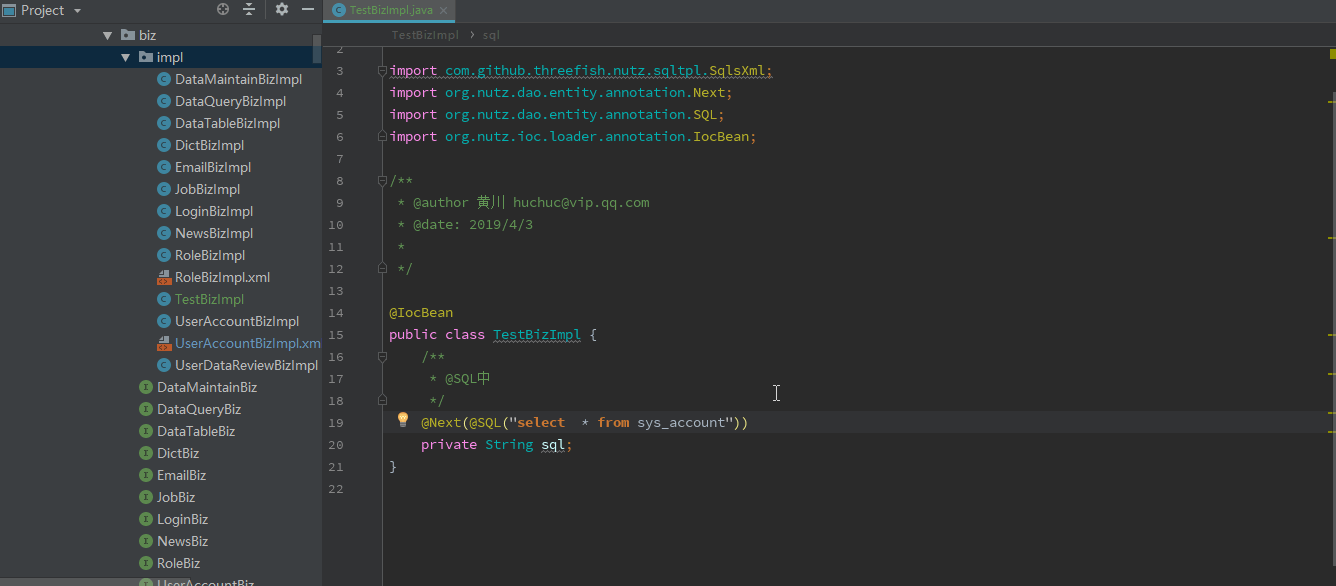 Project
TestBizImpl.java
biz
impl
DataMaintainBizImpl
DataQueryBizImpl
DataTableBizImpl
DictBizImpl
EmailBizImpl
JobBizImpl
LoginBizImpl
NewsBizImpl
RoleBizImpl
RoleBizImpl.xml
TestBizImpl
UserAccountBizImpl
UserAccountBizImpl.xm
UserDataReviewBizImpl
DataMaintainBiz
DataQueryBiz
DataTableBiz
DictBiz
EmailBiz
JobBiz
LoginBiz
NewsBiz
RoleBiz
UserAccountBiz
TestBizImpl › sql
2
3 import com.github.threefish.nutz.sqltpl.SqlsXml;
4 import org.nutz.dao.entity.annotation.Next;
5 import org.nutz.dao.entity.annotation.SQL;
6 import org.nutz.ioc.loader.annotation.IocBean;
7
8 /**
9 * @author 黄川 huchuc@vip.qq.com
10 * @date: 2019/4/3
11 *
12 */
13
14 @IocBean
15 public class TestBizImpl {
16 /**
17 * @SQL中
18 */
19 @Next(@SQL("select  * from sys_account"))
20 private String sql;
21 }
22